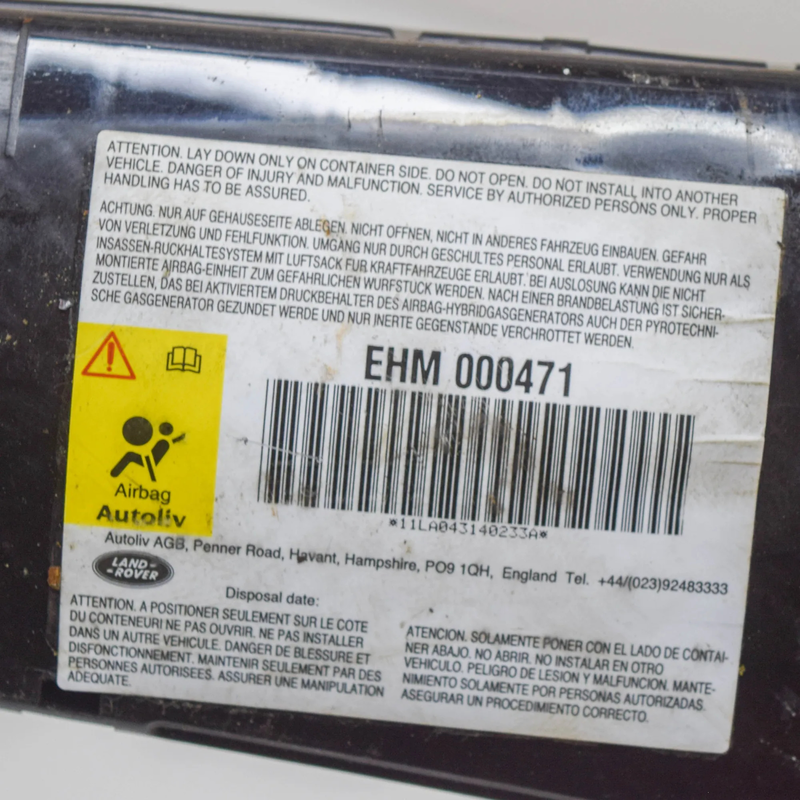 ATTENTION. LAY DOWN ONLY ON CONTAINER SIDE. DO NOT OPEN. DO NOT INSTALL INTO ANOTHER
VEHICLE. DANGER OF INJURY AND MALFUNCTION. SERVICE BY AUTHORIZED PERSONS ONLY. PROPER
HANDLING HAS TO BE ASSURED.
ACHTUNG. NUR AUF GEHAUSESEITE ABLEGEN. NICHT OFFNEN, NICHT IN ANDERES FAHRZEUG EINBAUEN. GEFAHR
VON VERLETZUNG UND FEHLFUNKTION. UMGANG NUR DURCH GESCHULTES PERSONAL ERLAUBT. VERWENDUNG NUR ALS
INSASSEN-RUCKHALTESYSTEM MIT LUFTSACK FUR KRAFTFAHRZEUGE ERLAUBT. BEI AUSLOSUNG KANN DIE NICHT
MONTIERTE AIRBAG-EINHEIT ZUM GEFAHRLICHEN WURFSTUCK WERDEN. NACH EINER BRANDBELASTUNG IST SICHER-
ZUSTELLEN, DAS BEI AKTIVIERTEM DRUCKBEHALTER DES AIRBAG-HYBRIDGASGENERATORS AUCH DER PYROTECHNI-
SCHE GASGENERATOR GEZUNDET WERDE UND NUR INERTE GEGENSTANDE VERCHROTTET WERDEN.
EHM 000471
*11LA043140233A*
Airbag
Autoliv
Autoliv AGB, Penner Road, Havant, Hampshire, PO9 1QH, England Tel. +44/(023)92483333
LAND-
-ROVER
Disposal date:
ATTENTION. A POSITIONER SEULEMENT SUR LE COTE
DU CONTENEURI NE PAS OUVRIR. NE PAS INSTALLER
DANS UN AUTRE VEHICULE. DANGER DE BLESSURE ET
DISFONCTIONNEMENT. MAINTENIR SEULEMENT PAR DES
PERSONNES AUTORISEES. ASSURER UNE MANIPULATION
ADEQUATE.
ATENCION. SOLAMENTE PONER CON EL LADO DE CONTAI-
NER ABAJO. NO ABRIR. NO INSTALAR EN OTRO
VEHICULO. PELIGRO DE LESION Y MALFUNCION. MANTE-
NIMIENTO SOLAMENTE POR PERSONAS AUTORIZADAS.
ASEGURAR UN PROCEDIMIENTO CORRECTO.